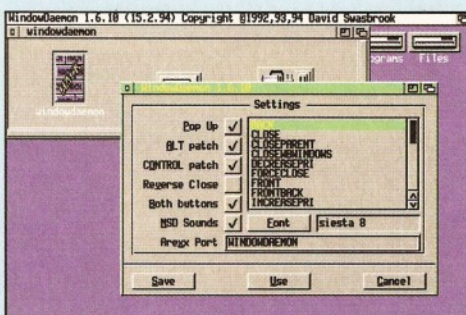 WindowDaemon 1.6.10 (15.2.94) Copyright ©1992,93,94 David Swasbrook
windowdaemon
Programs
Files
windowdaemon
WindowDaemon 1.6.10
Settings
Pop Up
BACK
ALT patch
CLOSE
CLOSEPARENT
CONTROL patch
CLOSEWBWINDOWS
DECREASEPRI
Reverse Close
FORCECLOSE
FRONT
Both buttons
FRONTBACK
INCREASEPRI
NSD Sounds
Font
siesta 8
Arexx Port
WINDOWDAEMON
Save
Use
Cancel